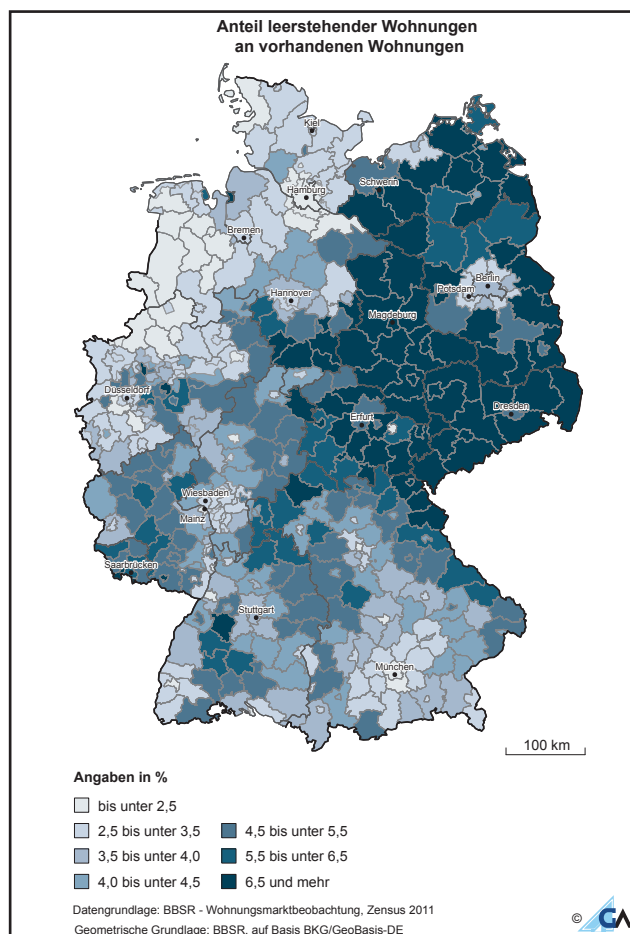 Anteil leerstehender Wohnungen
an vorhandenen Wohnungen
Kiel
Schwerin
Hamburg
Bremen
Berlin
Potsdam
Hannover
Magdeburg
Düsseldorf
Dresden
Erfurt
Wiesbaden
Mainz
Saarbrücken
Stuttgart
München
100 km
Angaben in %
bis unter 2,5
2,5 bis unter 3,5
3,5 bis unter 4,0
4,0 bis unter 4,5
4,5 bis unter 5,5
5,5 bis unter 6,5
6,5 und mehr
Datengrundlage: BBSR - Wohnungsmarktbeobachtung, Zensus 2011
Geometrische Grundlage: BBSR, auf Basis BKG/GeoBasis-DE
© GA